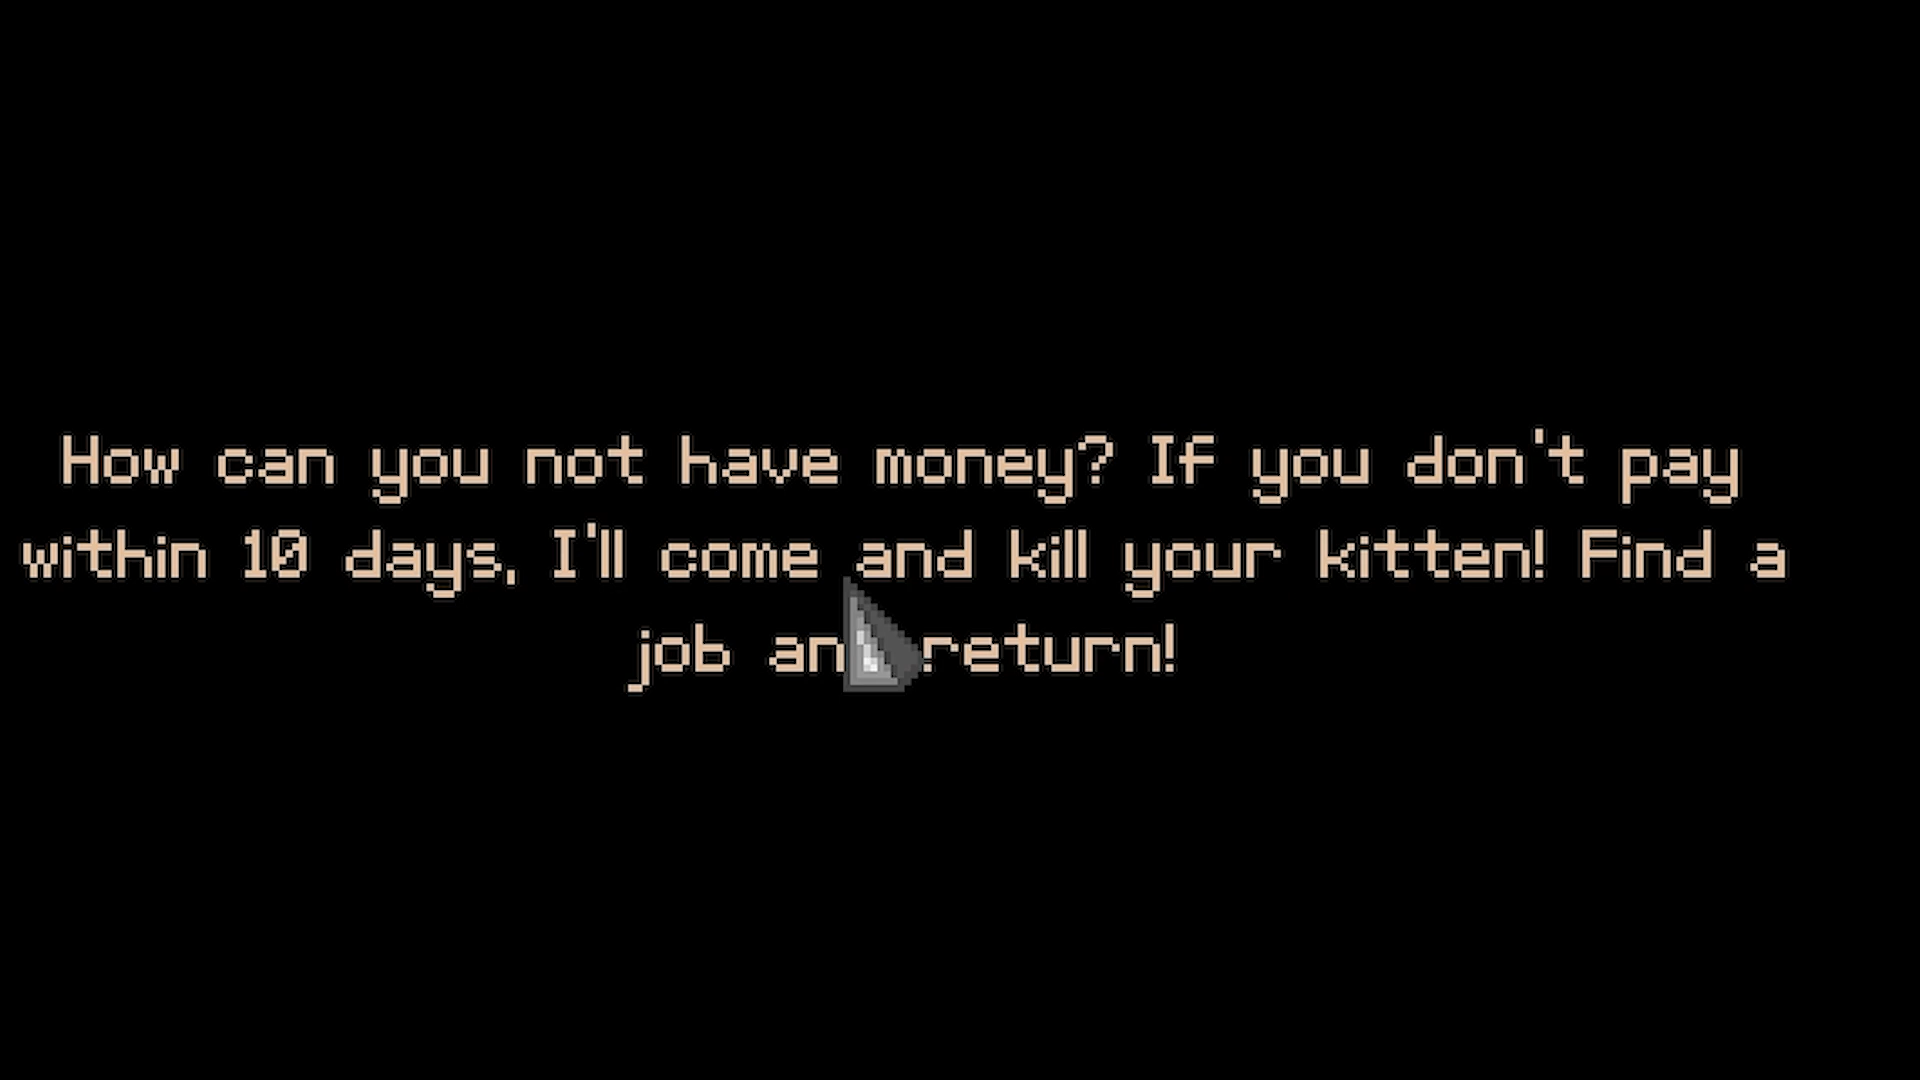 How can you not have money? If you don't pay
within 10 days, I'll come and kill your kitten! Find a
job and return!